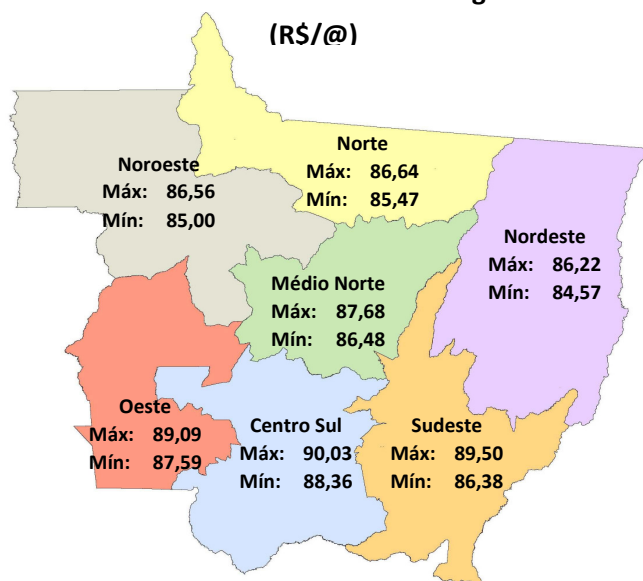 (R$/@)
Norte
Máx: 86,64
Mín: 85,47
Noroeste
Máx: 86,56
Mín: 85,00
Nordeste
Máx: 86,22
Mín: 84,57
Médio Norte
Máx: 87,68
Mín: 86,48
Oeste
Máx: 89,09
Mín: 87,59
Centro Sul
Máx: 90,03
Mín: 88,36
Sudeste
Máx: 89,50
Mín: 86,38